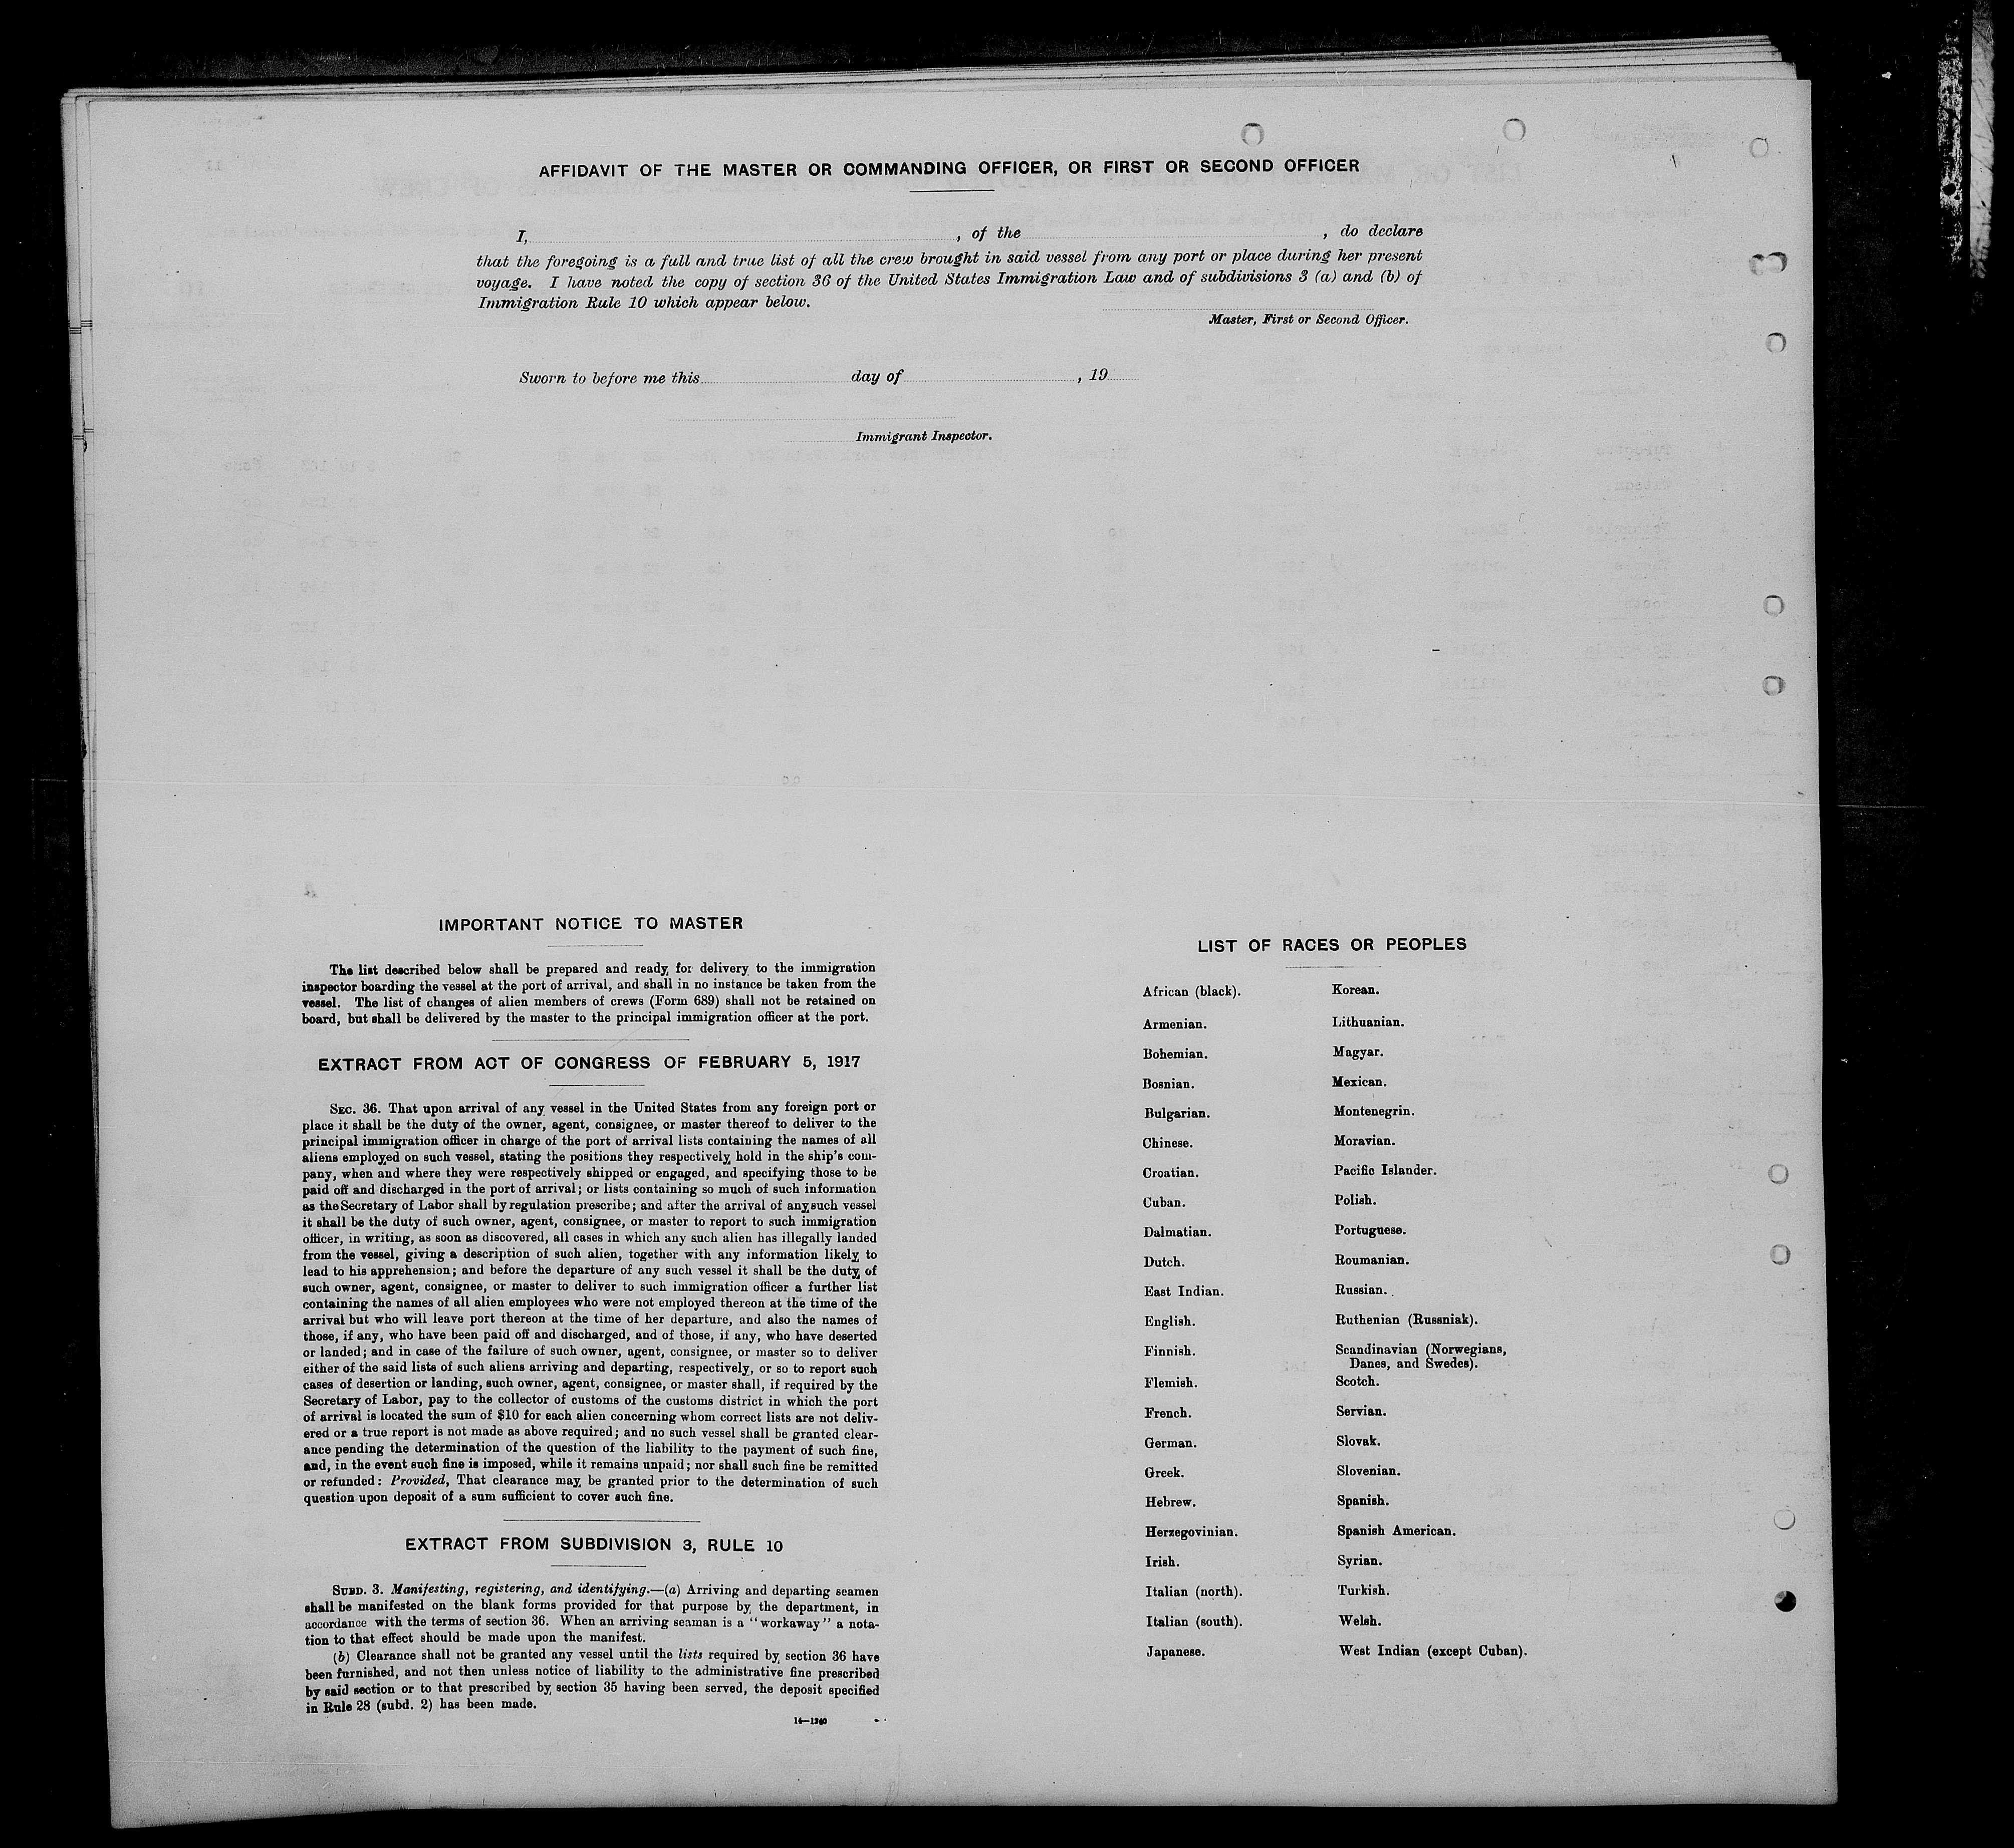 AFFIDAVIT OF THE MASTER OR COMMANDING OFFICER, OR FIRST OR SECOND OFFICER
I, , of the , do declare
that the foregoing is a full and true list of all the crew brought in said vessel from any port or place during her present
voyage. I have noted the copy of section 36 of the United States Immigration Law and of subdivisions 3 (a) and (b) of
Immigration Rule 10 which appear below.
Master, First or Second Officer.
Sworn to before me this day of , 19
Immigrant Inspector.
IMPORTANT NOTICE TO MASTER
The list described below shall be prepared and ready for delivery to the immigration
inspector boarding the vessel at the port of arrival, and shall in no instance be taken from the
vessel. The list of changes of alien members of crews (Form 689) shall not be retained on
board, but shall be delivered by the master to the principal immigration officer at the port.
EXTRACT FROM ACT OF CONGRESS OF FEBRUARY 5, 1917
SEC. 36. That upon arrival of any vessel in the United States from any foreign port or
place it shall be the duty of the owner, agent, consignee, or master thereof to deliver to the
principal immigration officer in charge of the port of arrival lists containing the names of all
aliens employed on such vessel, stating the positions they respectively hold in the ship's com-
pany, when and where they were respectively shipped or engaged, and specifying those to be
paid off and discharged in the port of arrival; or lists containing so much of such information
as the Secretary of Labor shall by regulation prescribe; and after the arrival of any such vessel
it shall be the duty of such owner, agent, consignee, or master to report to such immigration
officer, in writing, as soon as discovered, all cases in which any such alien has illegally landed
from the vessel, giving a description of such alien, together with any information likely to
lead to his apprehension; and before the departure of any such vessel it shall be the duty of
such owner, agent, consignee, or master to deliver to such immigration officer a further list
containing the names of all alien employees who were not employed thereon at the time of the
arrival but who will leave port thereon at the time of her departure, and also the names of
those, if any, who have been paid off and discharged, and of those, if any, who have deserted
or landed; and in case of the failure of such owner, agent, consignee, or master so to deliver
either of the said lists of such aliens arriving and departing, respectively, or so to report such
cases of desertion or landing, such owner, agent, consignee, or master shall, if required by the
Secretary of Labor, pay to the collector of customs of the customs district in which the port
of arrival is located the sum of $10 for each alien concerning whom correct lists are not deliv-
ered or a true report is not made as above required; and no such vessel shall be granted clear-
ance pending the determination of the question of the liability to the payment of such fine,
and, in the event such fine is imposed, while it remains unpaid; nor shall such fine be remitted
or refunded: Provided, That clearance may be granted prior to the determination of such
question upon deposit of a sum sufficient to cover such fine.
EXTRACT FROM SUBDIVISION 3, RULE 10
SUBD. 3. Manifesting, registering, and identifying.—(a) Arriving and departing seamen
shall be manifested on the blank forms provided for that purpose by the department, in
accordance with the terms of section 36. When an arriving seaman is a "workaway" a nota-
tion to that effect should be made upon the manifest.
(b) Clearance shall not be granted any vessel until the lists required by section 36 have
been furnished, and not then unless notice of liability to the administrative fine prescribed
by said section or to that prescribed by section 35 having been served, the deposit specified
in Rule 28 (subd. 2) has been made.
14—1240
LIST OF RACES OR PEOPLES
African (black).
Armenian.
Bohemian.
Bosnian.
Bulgarian.
Chinese.
Croatian.
Cuban.
Dalmatian.
Dutch.
East Indian.
English.
Finnish.
Flemish.
French.
German.
Greek.
Hebrew.
Herzegovinian.
Irish.
Italian (north).
Italian (south).
Japanese.
Korean.
Lithuanian.
Magyar.
Mexican.
Montenegrin.
Moravian.
Pacific Islander.
Polish.
Portuguese.
Roumanian.
Russian.
Ruthenian (Russniak).
Scandinavian (Norwegians,
Danes, and Swedes).
Scotch.
Servian.
Slovak.
Slovenian.
Spanish.
Spanish American.
Syrian.
Turkish.
Welsh.
West Indian (except Cuban).